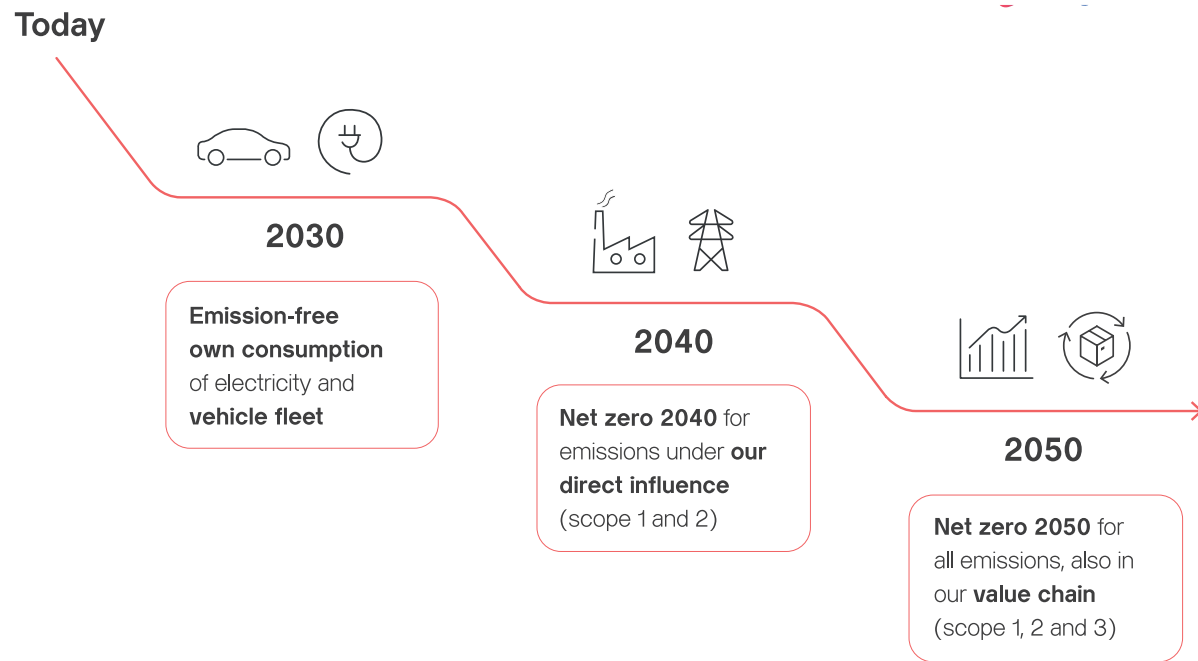 Today
2030
Emission-free
own consumption
of electricity and
vehicle fleet
2040
Net zero 2040 for
emissions under our
direct influence
(scope 1 and 2)
2050
Net zero 2050 for
all emissions, also in
our value chain
(scope 1, 2 and 3)